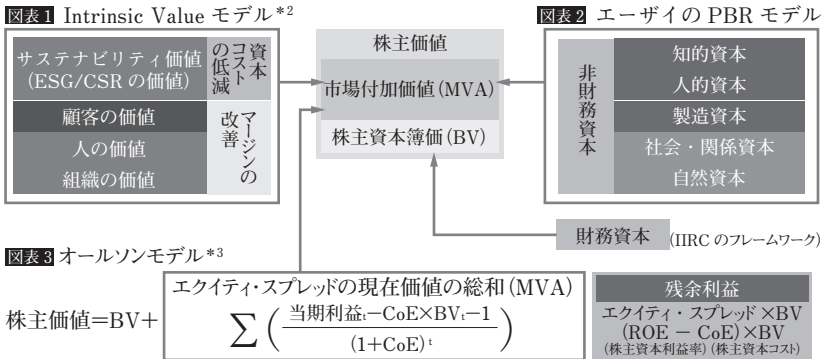 図表1 Intrinsic Value モデル*2
サステナビリティ価値
(ESG/CSR の価値)
資本
コスト
の低減
顧客の価値
人の価値
組織の価値
マージンの
改善
株主価値
市場付加価値(MVA)
株主資本簿価(BV)
図表2 エーザイの PBR モデル
非財務資本
知的資本
人的資本
製造資本
社会・関係資本
自然資本
財務資本 (IIRC のフレームワーク)
図表3 オールソンモデル*3
株主価値=BV+
エクイティ・スプレッドの現在価値の総和(MVA)
∑ ( 当期利益t−CoE×BVt−1
(1+CoE) t )
残余利益
エクイティ・スプレッド ×BV
(ROE − CoE)×BV
(株主資本利益率) (株主資本コスト)